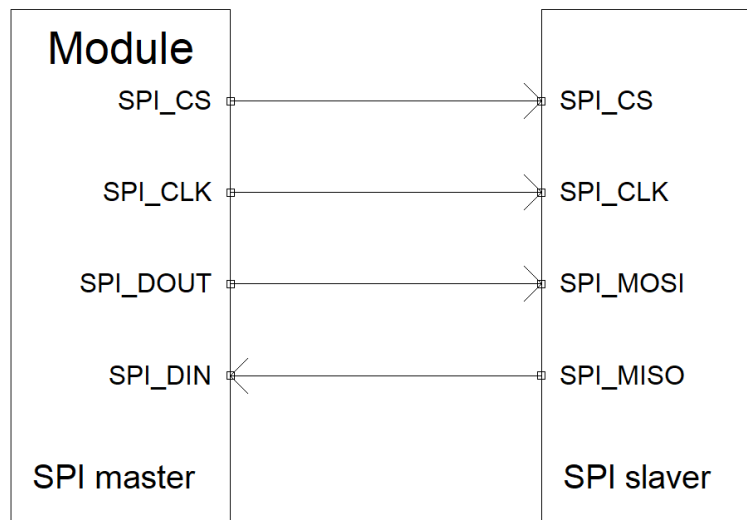 Module
SPI_CS
SPI_CS
SPI_CLK
SPI_CLK
SPI_DOUT
SPI_MOSI
SPI_DIN
SPI_MISO
SPI master
SPI slaver